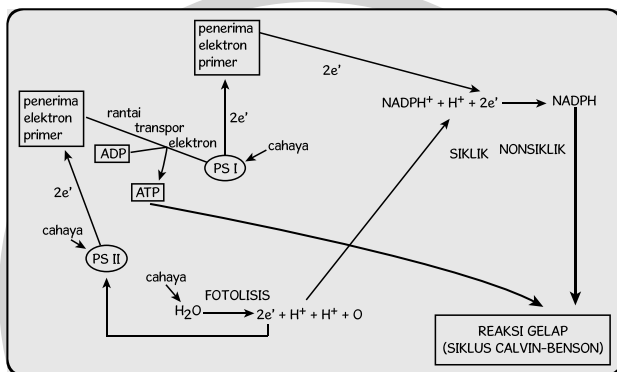 penerima
elektron
primer
2e'
2e'
NADPH⁺ + H⁺ + 2e'
NADPH
penerima
elektron
primer
rantai
transpor
elektron
ADP
cahaya
PS I
SIKLIK
NONSIKLIK
ATP
2e'
cahaya
PS II
cahaya
FOTOLISIS
H₂O
2e' + H⁺ + H⁺ + O
REAKSI GELAP
(SIKLUS CALVIN-BENSON)